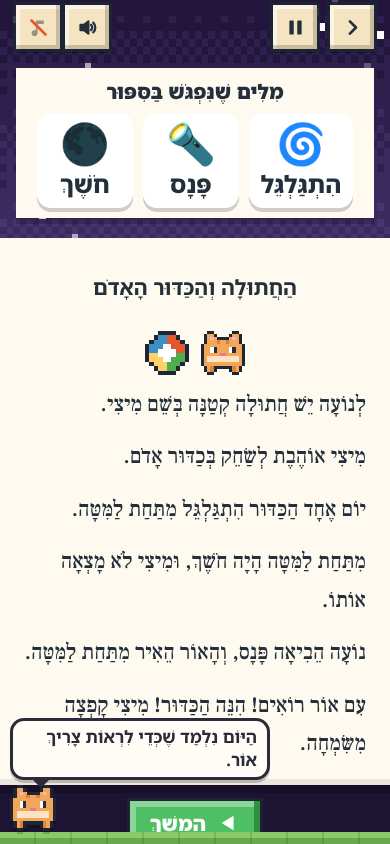 מִלִּים שֶׁנִּפְגֹּשׁ בַּסִּפּוּר
הִתְגַּלְגֵּל
פָּנָס
חֹשֶׁךְ
הַחֲתוּלָה וְהַכַּדּוּר הָאָדֹם
לְנוֹעָה יֵשׁ חֲתוּלָה קְטַנָּה בְּשֵׁם מִיצִי.
מִיצִי אוֹהֶבֶת לְשַׂחֵק בְּכַדּוּר אָדֹם.
יוֹם אֶחָד הַכַּדּוּר הִתְגַּלְגֵּל מִתַּחַת לַמִּטָּה.
מִתַּחַת לַמִּטָּה הָיָה חֹשֶׁךְ, וּמִיצִי לֹא מָצְאָה
אוֹתוֹ.
נוֹעָה הֵבִיאָה פָּנָס, וְהָאוֹר הֵאִיר מִתַּחַת לַמִּטָּה.
עִם אוֹר רוֹאִים! הִנֵּה הַכַּדּוּר! מִיצִי קָפְצָה
מִשִּׂמְחָה.
הַיּוֹם נִלְמַד שֶׁכְּדֵי לִרְאוֹת צָרִיךְ
אוֹר.
המשך